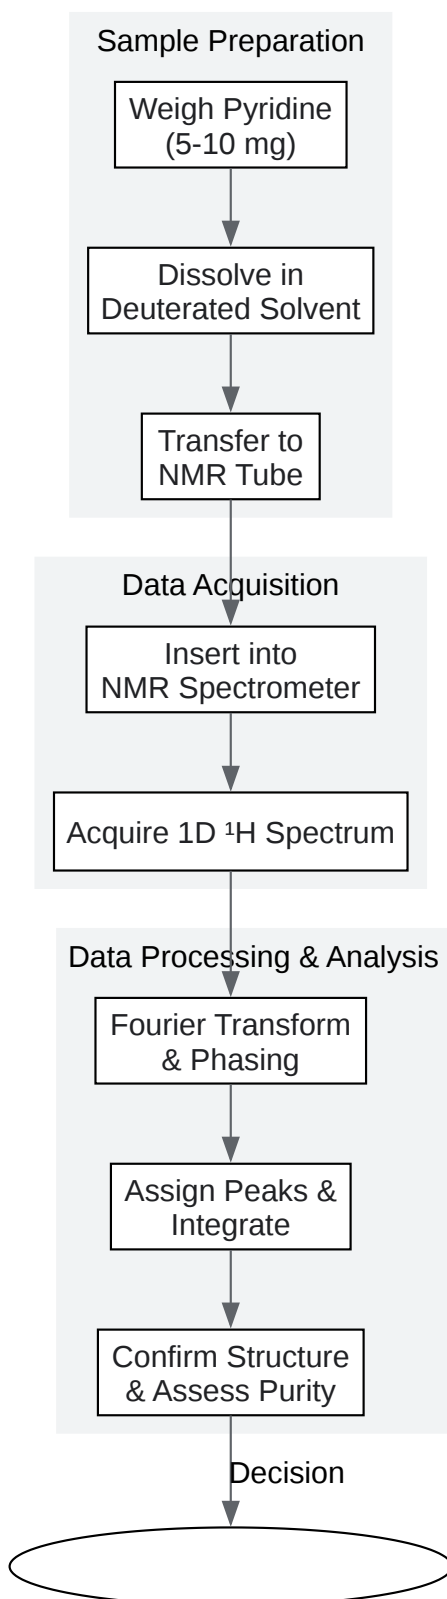 Sample Preparation
Weigh Pyridine
(5-10 mg)
Dissolve in
Deuterated Solvent
Transfer to
NMR Tube
Data Acquisition
Insert into
NMR Spectrometer
Acquire 1D ¹H Spectrum
Data Processing & Analysis
Fourier Transform
& Phasing
Assign Peaks &
Integrate
Confirm Structure
& Assess Purity
Decision